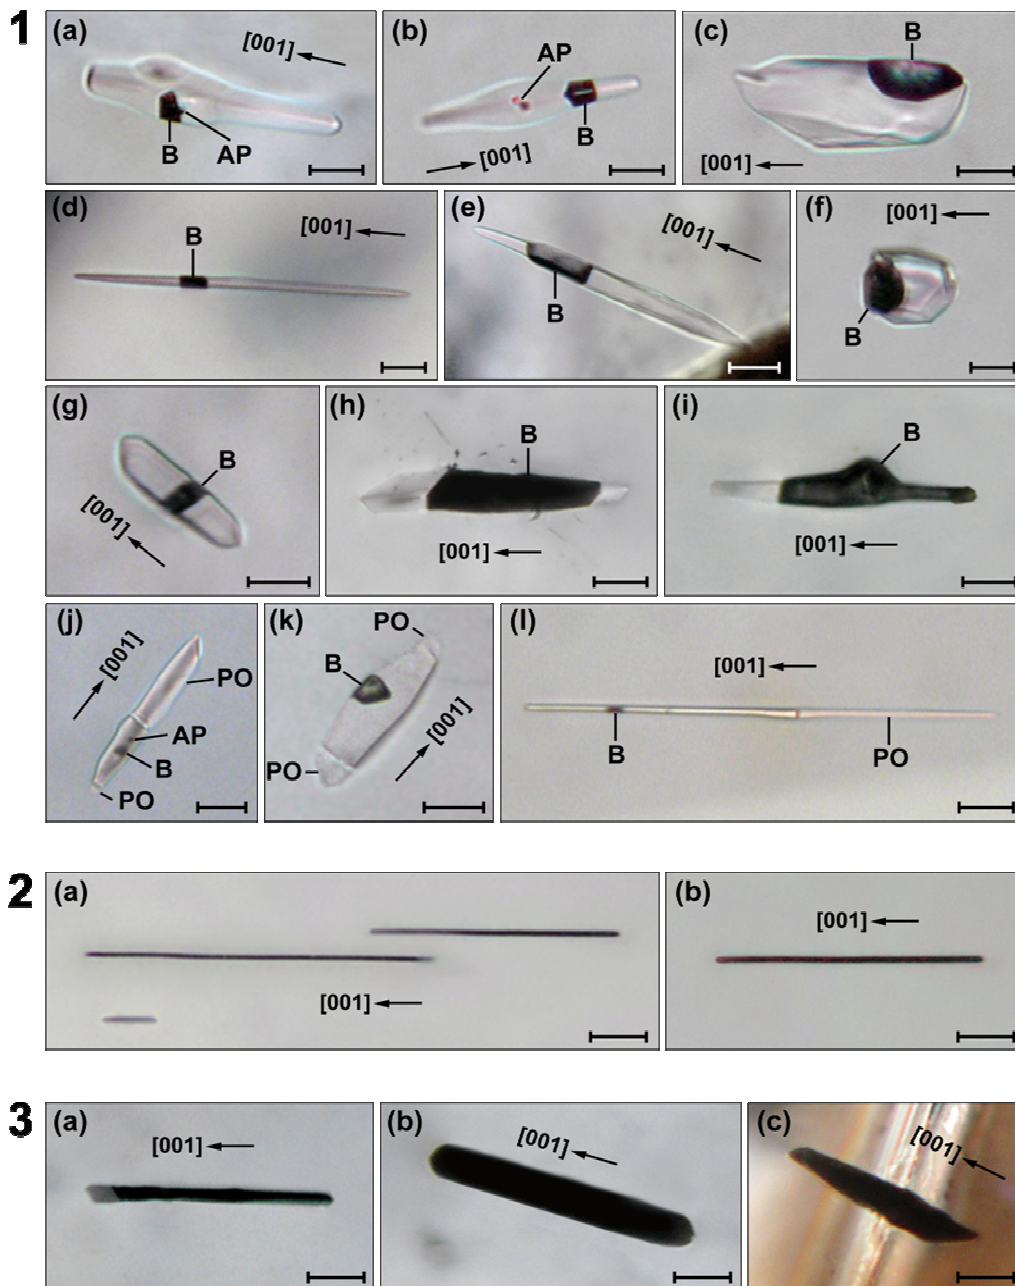 1
(a)
[001]
B
AP
(b)
AP
B
[001]
(c)
B
[001]
(d)
B
[001]
(e)
[001]
B
(f)
[001]
B
(g)
B
[001]
(h)
B
[001]
(i)
B
[001]
(j)
[001]
PO
AP
B
PO
(k)
PO
B
[001]
PO
(l)
[001]
B
PO
2
(a)
[001]
(b)
[001]
3
(a)
[001]
(b)
[001]
(c)
[001]